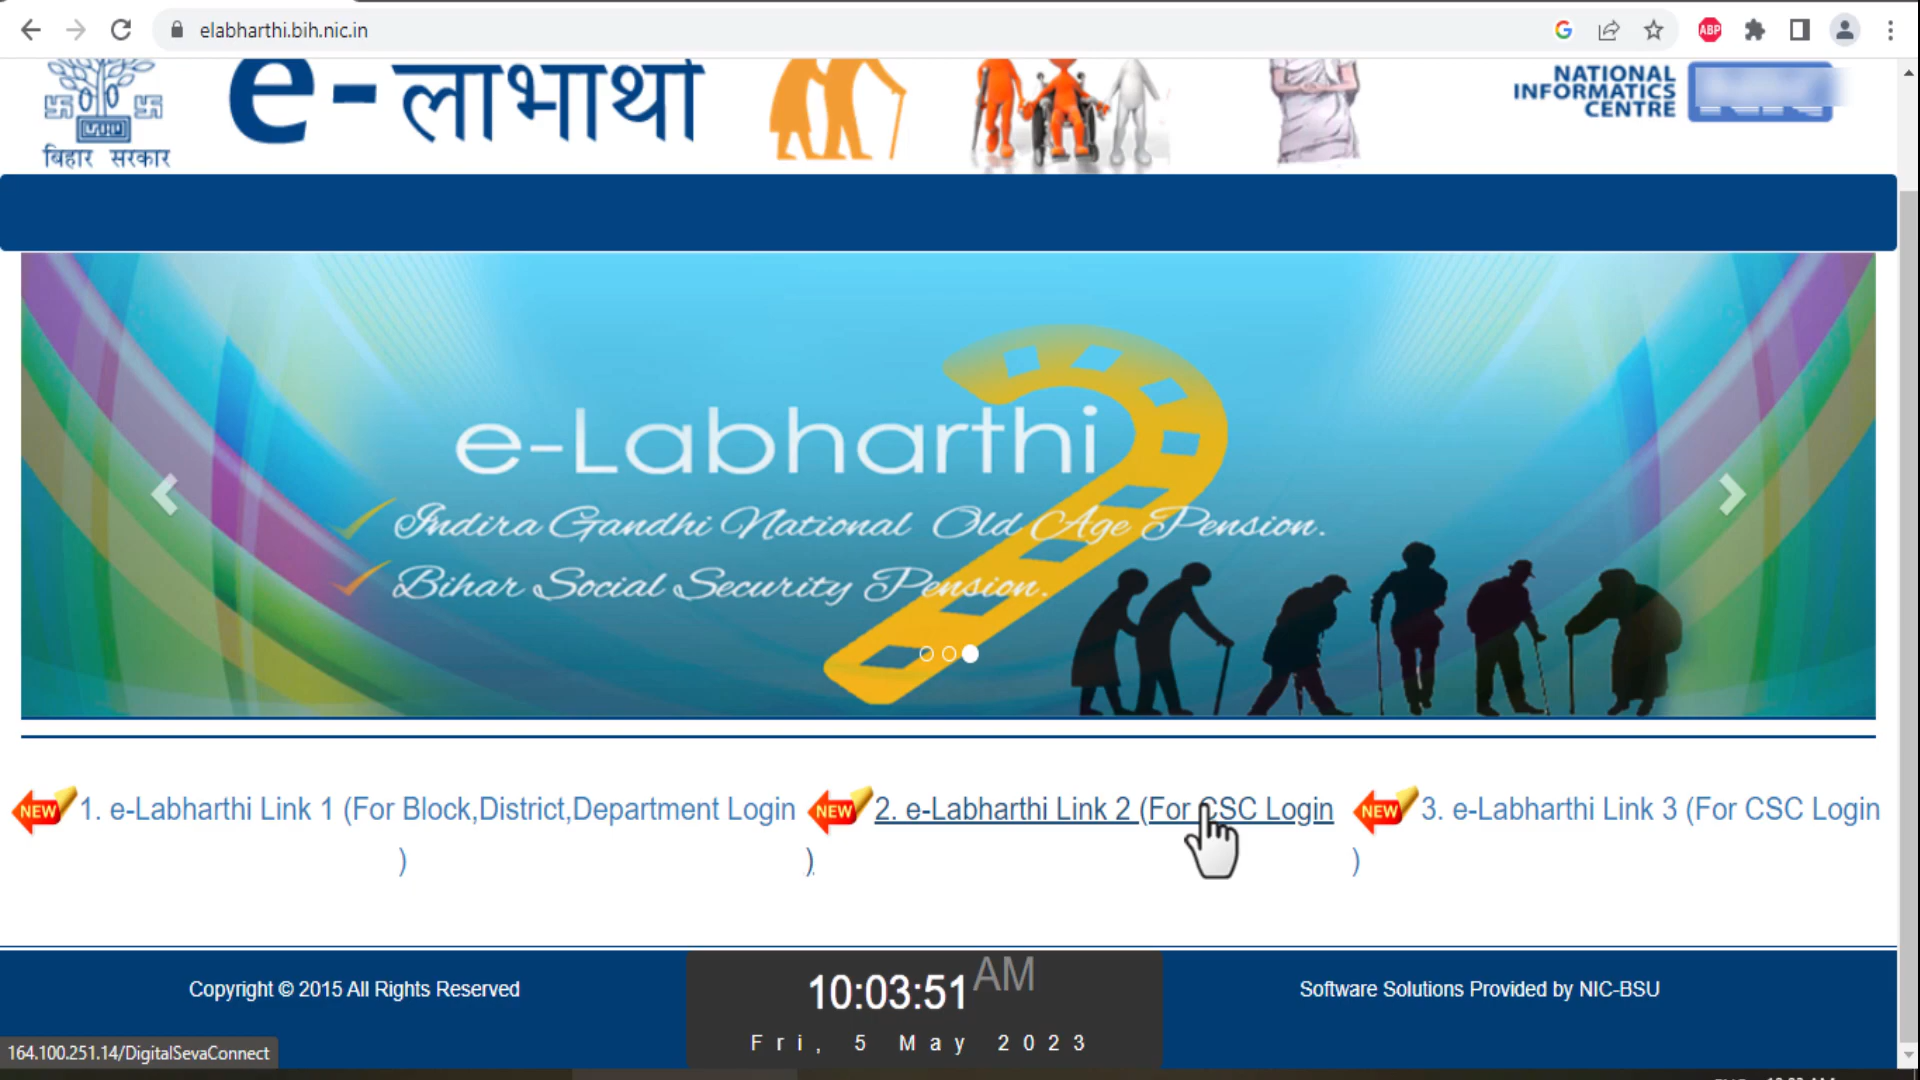 elabharthi.bih.nic.in
ABP
बिहार सरकार
e-लाभार्थी
NATIONAL
INFORMATICS
CENTRE
e-Labharthi
Indira Gandhi National Old Age Pension.
Bihar Social Security Pension.
NEW 1. e-Labharthi Link 1 (For Block,District,Department Login )
NEW 2. e-Labharthi Link 2 (For CSC Login )
NEW 3. e-Labharthi Link 3 (For CSC Login )
Copyright © 2015 All Rights Reserved
10:03:51 AM
Fri, 5 May 2023
Software Solutions Provided by NIC-BSU
164.100.251.14/DigitalSevaConnect